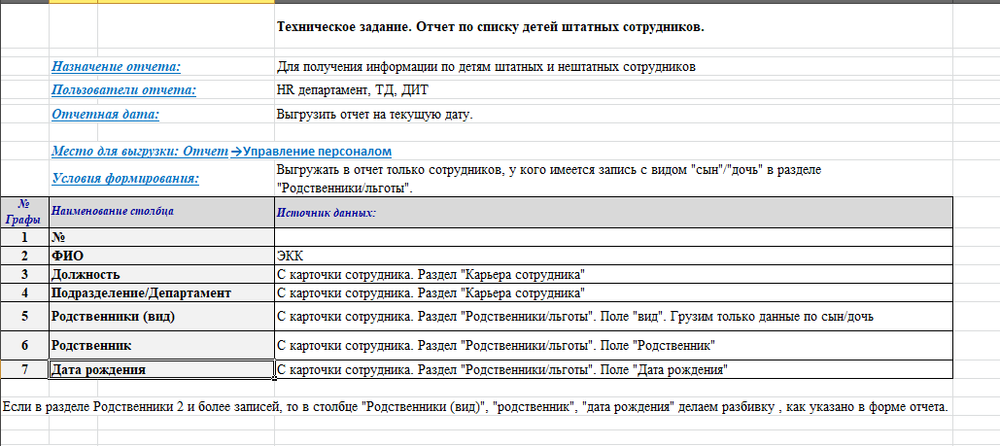 Техническое задание. Отчет по списку детей штатных сотрудников.
Назначение отчета: Для получения информации по детям штатных и нештатных сотрудников
Пользователи отчета: HR департамент, ТД, ДИТ
Отчетная дата: Выгрузить отчет на текущую дату.
Место для выгрузки: Отчет →Управление персоналом
Условия формирования: Выгружать в отчет только сотрудников, у кого имеется запись с видом "сын"/"дочь" в разделе
"Родственники/льготы".
№ Графы Наименование столбца Источник данных:
1 №
2 ФИО ЭКК
3 Должность С карточки сотрудника. Раздел "Карьера сотрудника"
4 Подразделение/Департамент С карточки сотрудника. Раздел "Карьера сотрудника"
5 Родственники (вид) С карточки сотрудника. Раздел "Родственники/льготы". Поле "вид". Грузим только данные по сын/дочь
6 Родственник С карточки сотрудника. Раздел "Родственники/льготы". Поле "Родственник"
7 Дата рождения С карточки сотрудника. Раздел "Родственники/льготы". Поле "Дата рождения"
Если в разделе Родственники 2 и более записей, то в столбце "Родственники (вид)", "родственник", "дата рождения" делаем разбивку , как указано в форме отчета.